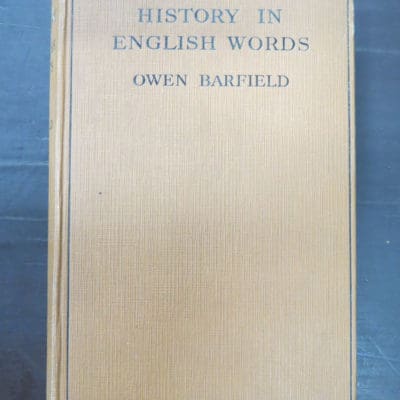 HISTORY IN
ENGLISH WORDS
OWEN BARFIELD